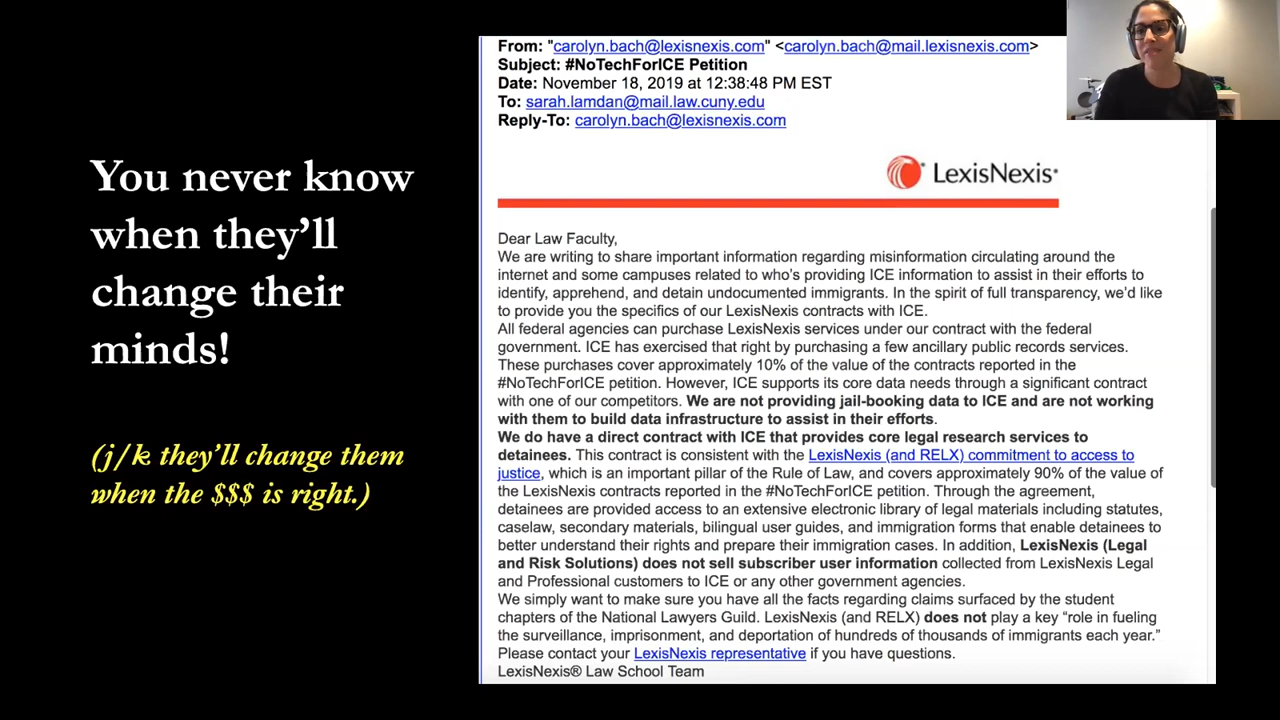 You never know
when they'll
change their
minds!
(j/k they'll change them
when the $$$ is right.)
From: "carolyn.bach@lexisnexis.com" <carolyn.bach@mail.lexisnexis.com>
Subject: #NoTechForICE Petition
Date: November 18, 2019 at 12:38:48 PM EST
To: sarah.lamdan@mail.law.cuny.edu
Reply-To: carolyn.bach@lexisnexis.com
LexisNexis®
Dear Law Faculty,
We are writing to share important information regarding misinformation circulating around the
internet and some campuses related to who's providing ICE information to assist in their efforts to
identify, apprehend, and detain undocumented immigrants. In the spirit of full transparency, we'd like
to provide you the specifics of our LexisNexis contracts with ICE.
All federal agencies can purchase LexisNexis services under our contract with the federal
government. ICE has exercised that right by purchasing a few ancillary public records services.
These purchases cover approximately 10% of the value of the contracts reported in the
#NoTechForICE petition. However, ICE supports its core data needs through a significant contract
with one of our competitors. We are not providing jail-booking data to ICE and are not working
with them to build data infrastructure to assist in their efforts.
We do have a direct contract with ICE that provides core legal research services to
detainees. This contract is consistent with the LexisNexis (and RELX) commitment to access to
justice, which is an important pillar of the Rule of Law, and covers approximately 90% of the value of
the LexisNexis contracts reported in the #NoTechForICE petition. Through the agreement,
detainees are provided access to an extensive electronic library of legal materials including statutes,
caselaw, secondary materials, bilingual user guides, and immigration forms that enable detainees to
better understand their rights and prepare their immigration cases. In addition, LexisNexis (Legal
and Risk Solutions) does not sell subscriber user information collected from LexisNexis Legal
and Professional customers to ICE or any other government agencies.
We simply want to make sure you have all the facts regarding claims surfaced by the student
chapters of the National Lawyers Guild. LexisNexis (and RELX) does not play a key "role in fueling
the surveillance, imprisonment, and deportation of hundreds of thousands of immigrants each year."
Please contact your LexisNexis representative if you have questions.
LexisNexis® Law School Team